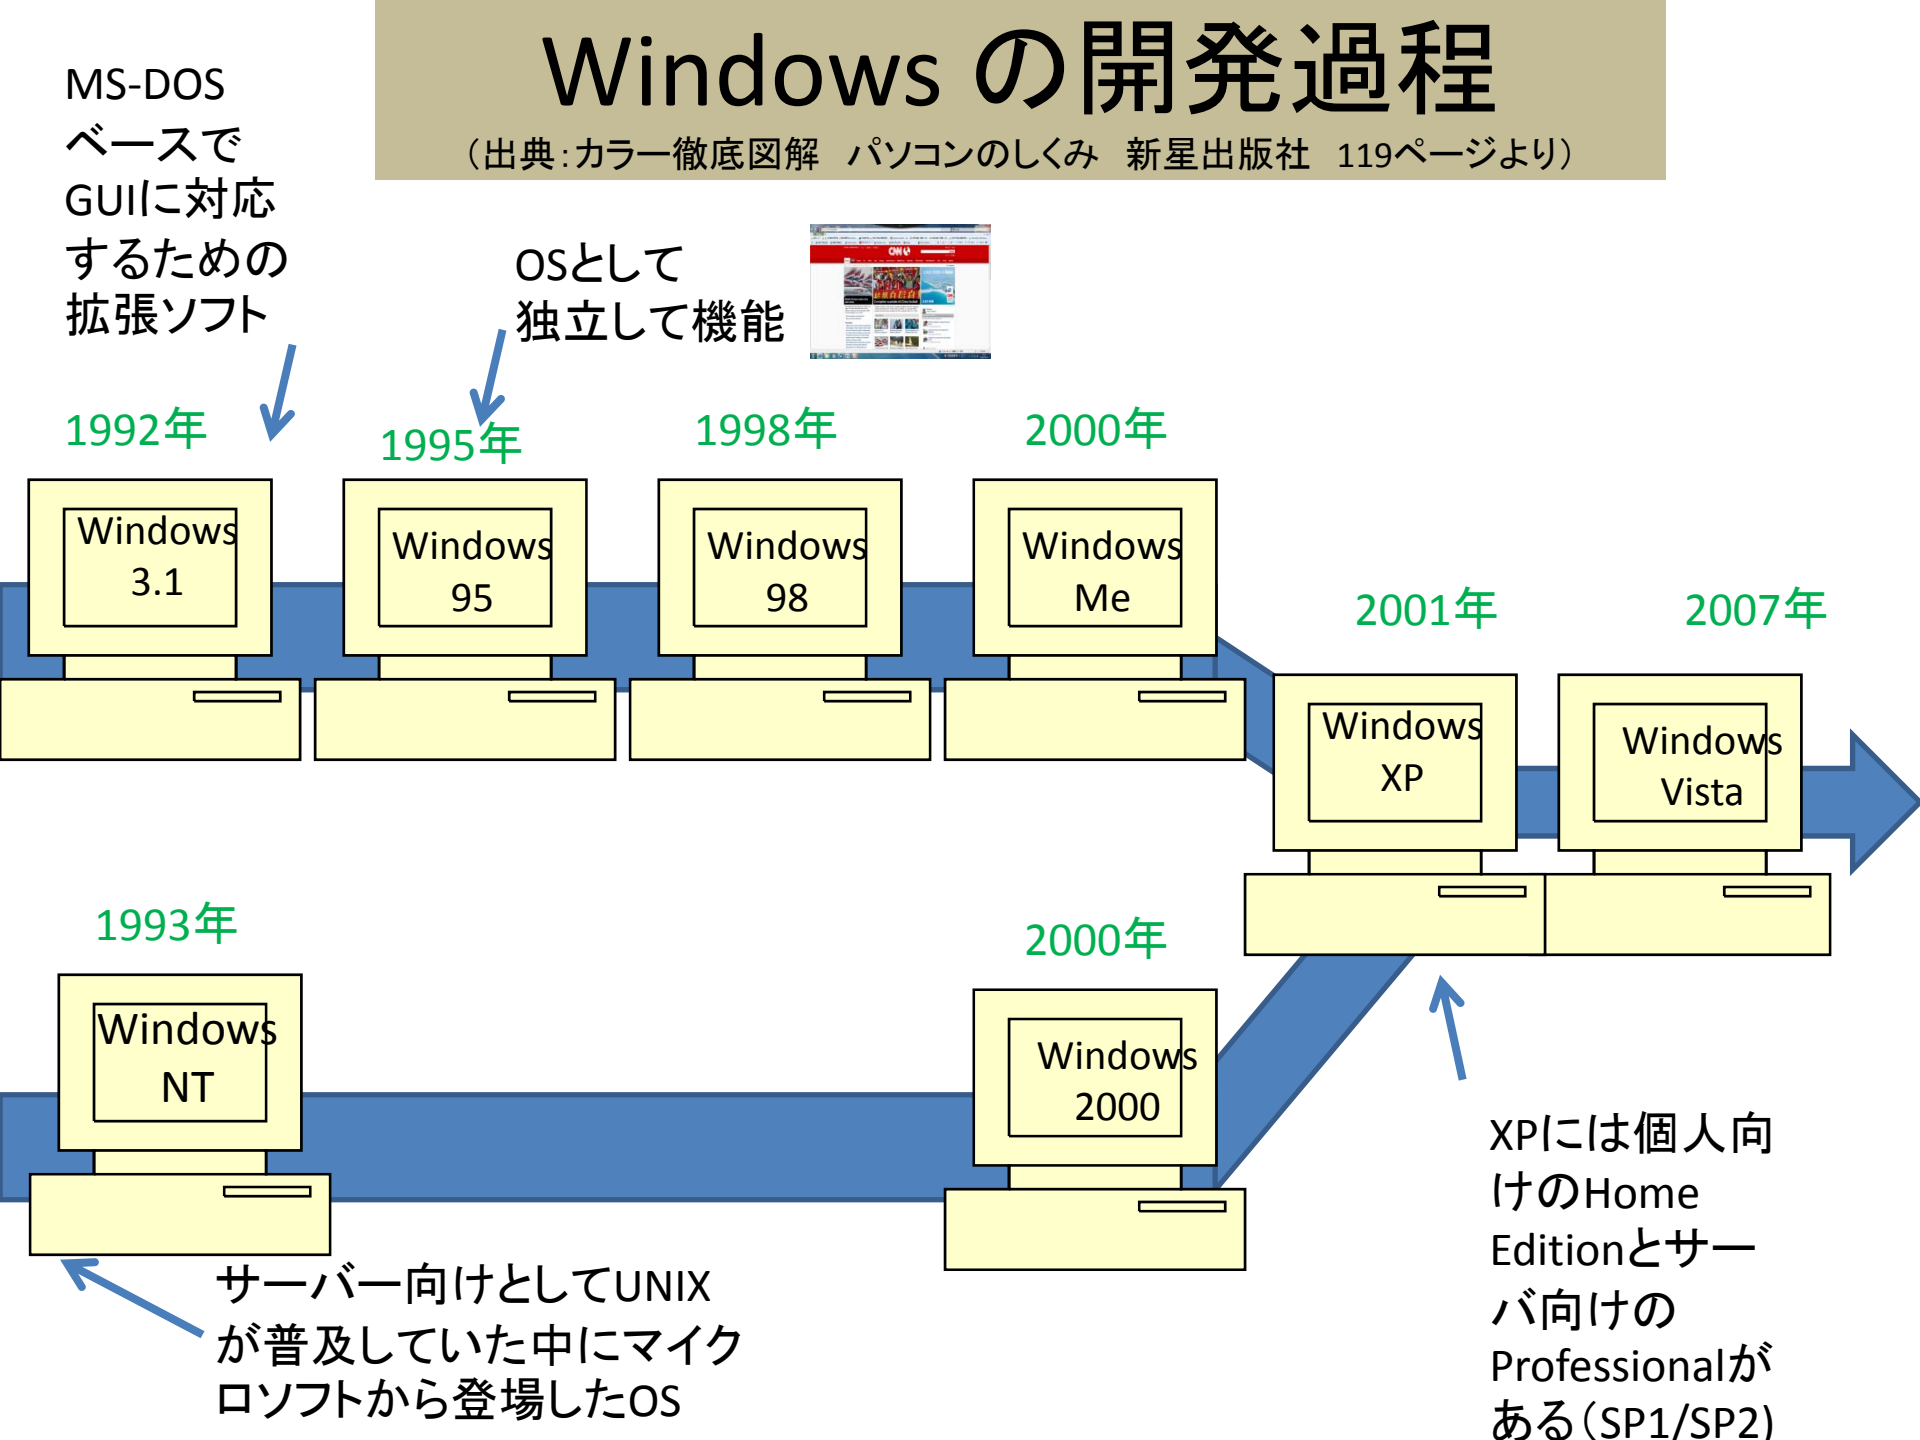 Windows の開発過程
（出典：カラー徹底図解　パソコンのしくみ　新星出版社　119ページより）
MS-DOS
ベースで
GUIに対応
するための
拡張ソフト
OSとして
独立して機能
CNN
1992年
1995年
1998年
2000年
Windows
3.1
Windows
95
Windows
98
Windows
Me
2001年
2007年
Windows
XP
Windows
Vista
1993年
2000年
Windows
NT
Windows
2000
サーバー向けとしてUNIX
が普及していた中にマイク
ロソフトから登場したOS
XPには個人向
けのHome
Editionとサー
バ向けの
Professionalが
ある（SP1/SP2)